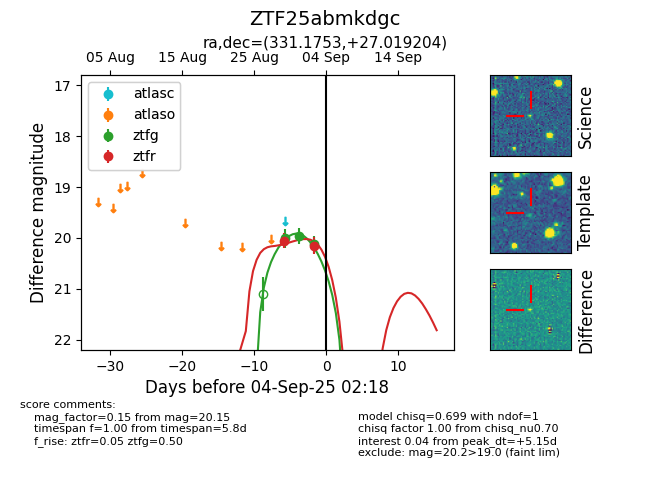 ZTF25abmkdgc
ra,dec=(331.1753,+27.019204)
05 Aug 15 Aug 25 Aug 04 Sep 14 Sep
17
18
19
20
21
22
Difference magnitude
atlasc
atlaso
ztfg
ztfr
−30 −20 −10 0 10
Days before 04-Sep-25 02:18
Science
Template
Difference
score comments:
mag_factor=0.15 from mag=20.15
timespan f=1.00 from timespan=5.8d
f_rise: ztfr=0.05 ztfg=0.50
model chisq=0.699 with ndof=1
chisq factor 1.00 from chisq_nu0.70
interest 0.04 from peak_dt=+5.15d
exclude: mag=20.2>19.0 (faint lim)